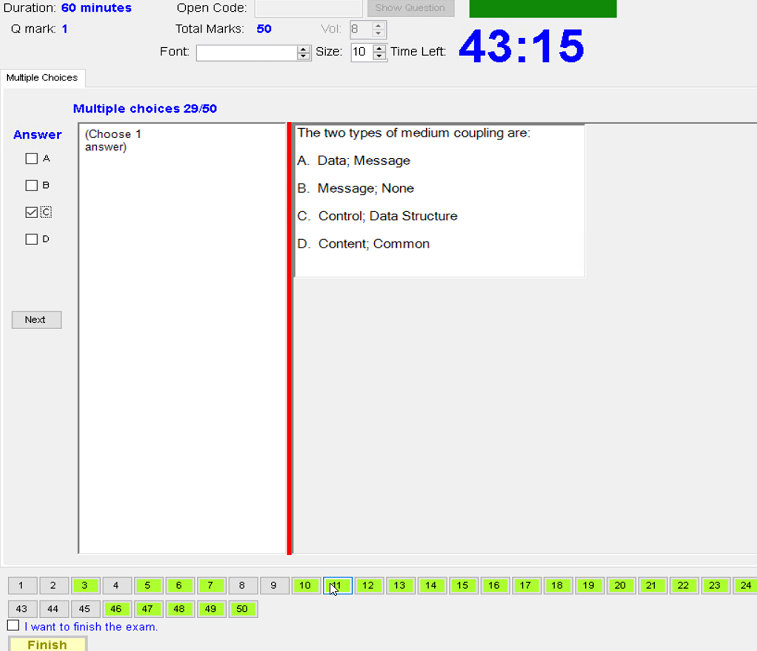 Duration: 60 minutes Open Code: Show Question
Q mark: 1 Total Marks: 50 Vol: 8
Font: Size: 10 Time Left: 43:15
Multiple Choices
Multiple choices 29/50
Answer
A
B
C
D
Next
(Choose 1
answer)
The two types of medium coupling are:
A. Data; Message
B. Message; None
C. Control; Data Structure
D. Content; Common
1 2 3 4 5 6 7 8 9 10 11 12 13 14 15 16 17 18 19 20 21 22 23 24
43 44 45 46 47 48 49 50
I want to finish the exam.
Finish